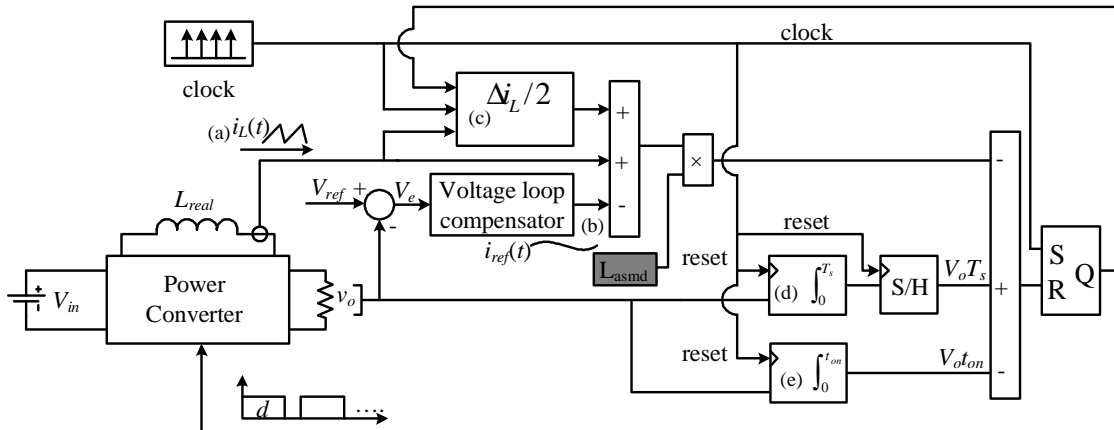 clock
clock
Δi_L/2
(c)
(a) i_L(t)
+
+
-
×
-
V_ref
+
-
V_e
Voltage loop
compensator
(b)
i_ref(t)
L_asmd
L_real
Power
Converter
V_in
+
-
v_o
reset
reset
(d)
∫_0^{T_s}
S/H
V_oT_s
+
S
R
Q
reset
(e)
∫_0^{t_on}
V_ot_on
-
d
....